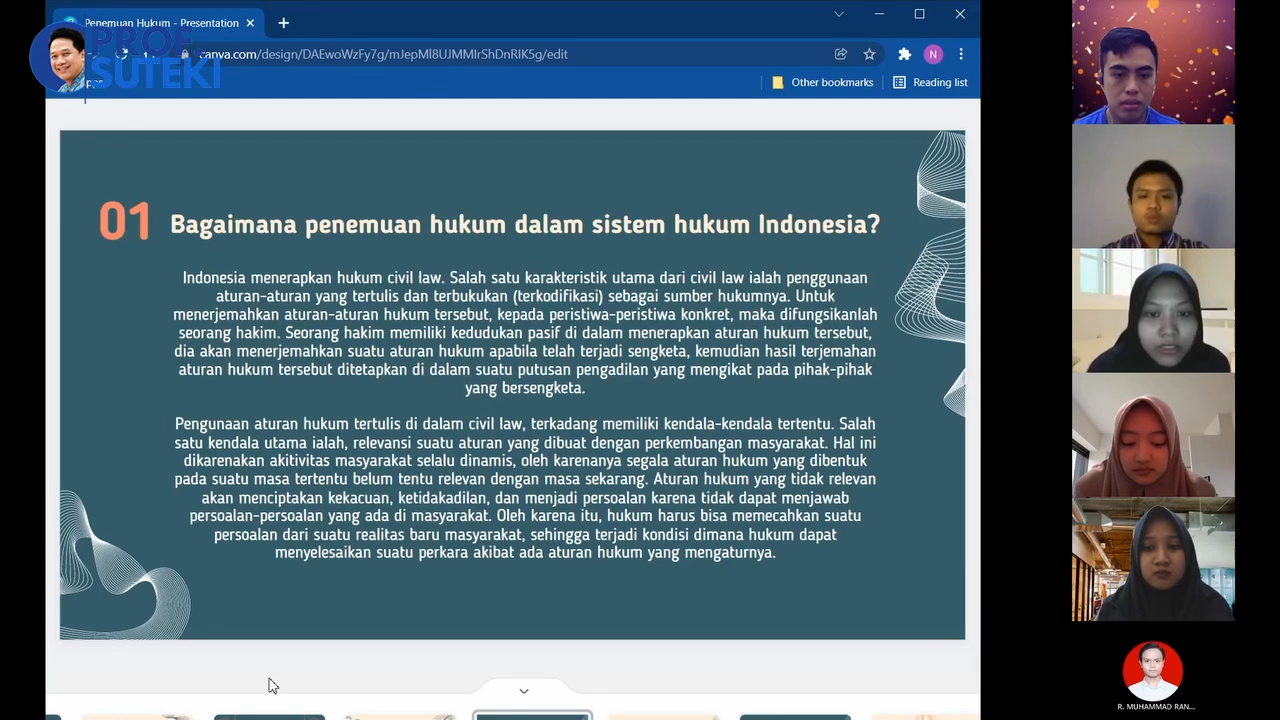 Penemuan Hukum - Presentation
PROF.
SUTEKI
canva.com/design/DAEwoWzFy7g/mJepMl8UJMMIrShDnRIK5g/edit
N
Other bookmarks
Reading list
01
Bagaimana penemuan hukum dalam sistem hukum Indonesia?
Indonesia menerapkan hukum civil law. Salah satu karakteristik utama dari civil law ialah penggunaan
aturan-aturan yang tertulis dan terbukukan (terkodifikasi) sebagai sumber hukumnya. Untuk
menerjemahkan aturan-aturan hukum tersebut, kepada peristiwa-peristiwa konkret, maka difungsikanlah
seorang hakim. Seorang hakim memiliki kedudukan pasif di dalam menerapkan aturan hukum tersebut,
dia akan menerjemahkan suatu aturan hukum apabila telah terjadi sengketa, kemudian hasil terjemahan
aturan hukum tersebut ditetapkan di dalam suatu putusan pengadilan yang mengikat pada pihak-pihak
yang bersengketa.
Pengunaan aturan hukum tertulis di dalam civil law, terkadang memiliki kendala-kendala tertentu. Salah
satu kendala utama ialah, relevansi suatu aturan yang dibuat dengan perkembangan masyarakat. Hal ini
dikarenakan akitivitas masyarakat selalu dinamis, oleh karenanya segala aturan hukum yang dibentuk
pada suatu masa tertentu belum tentu relevan dengan masa sekarang. Aturan hukum yang tidak relevan
akan menciptakan kekacuan, ketidakadilan, dan menjadi persoalan karena tidak dapat menjawab
persoalan-persoalan yang ada di masyarakat. Oleh karena itu, hukum harus bisa memecahkan suatu
persoalan dari suatu realitas baru masyarakat, sehingga terjadi kondisi dimana hukum dapat
menyelesaikan suatu perkara akibat ada aturan hukum yang mengaturnya.
R. MUHAMMAD RAN...